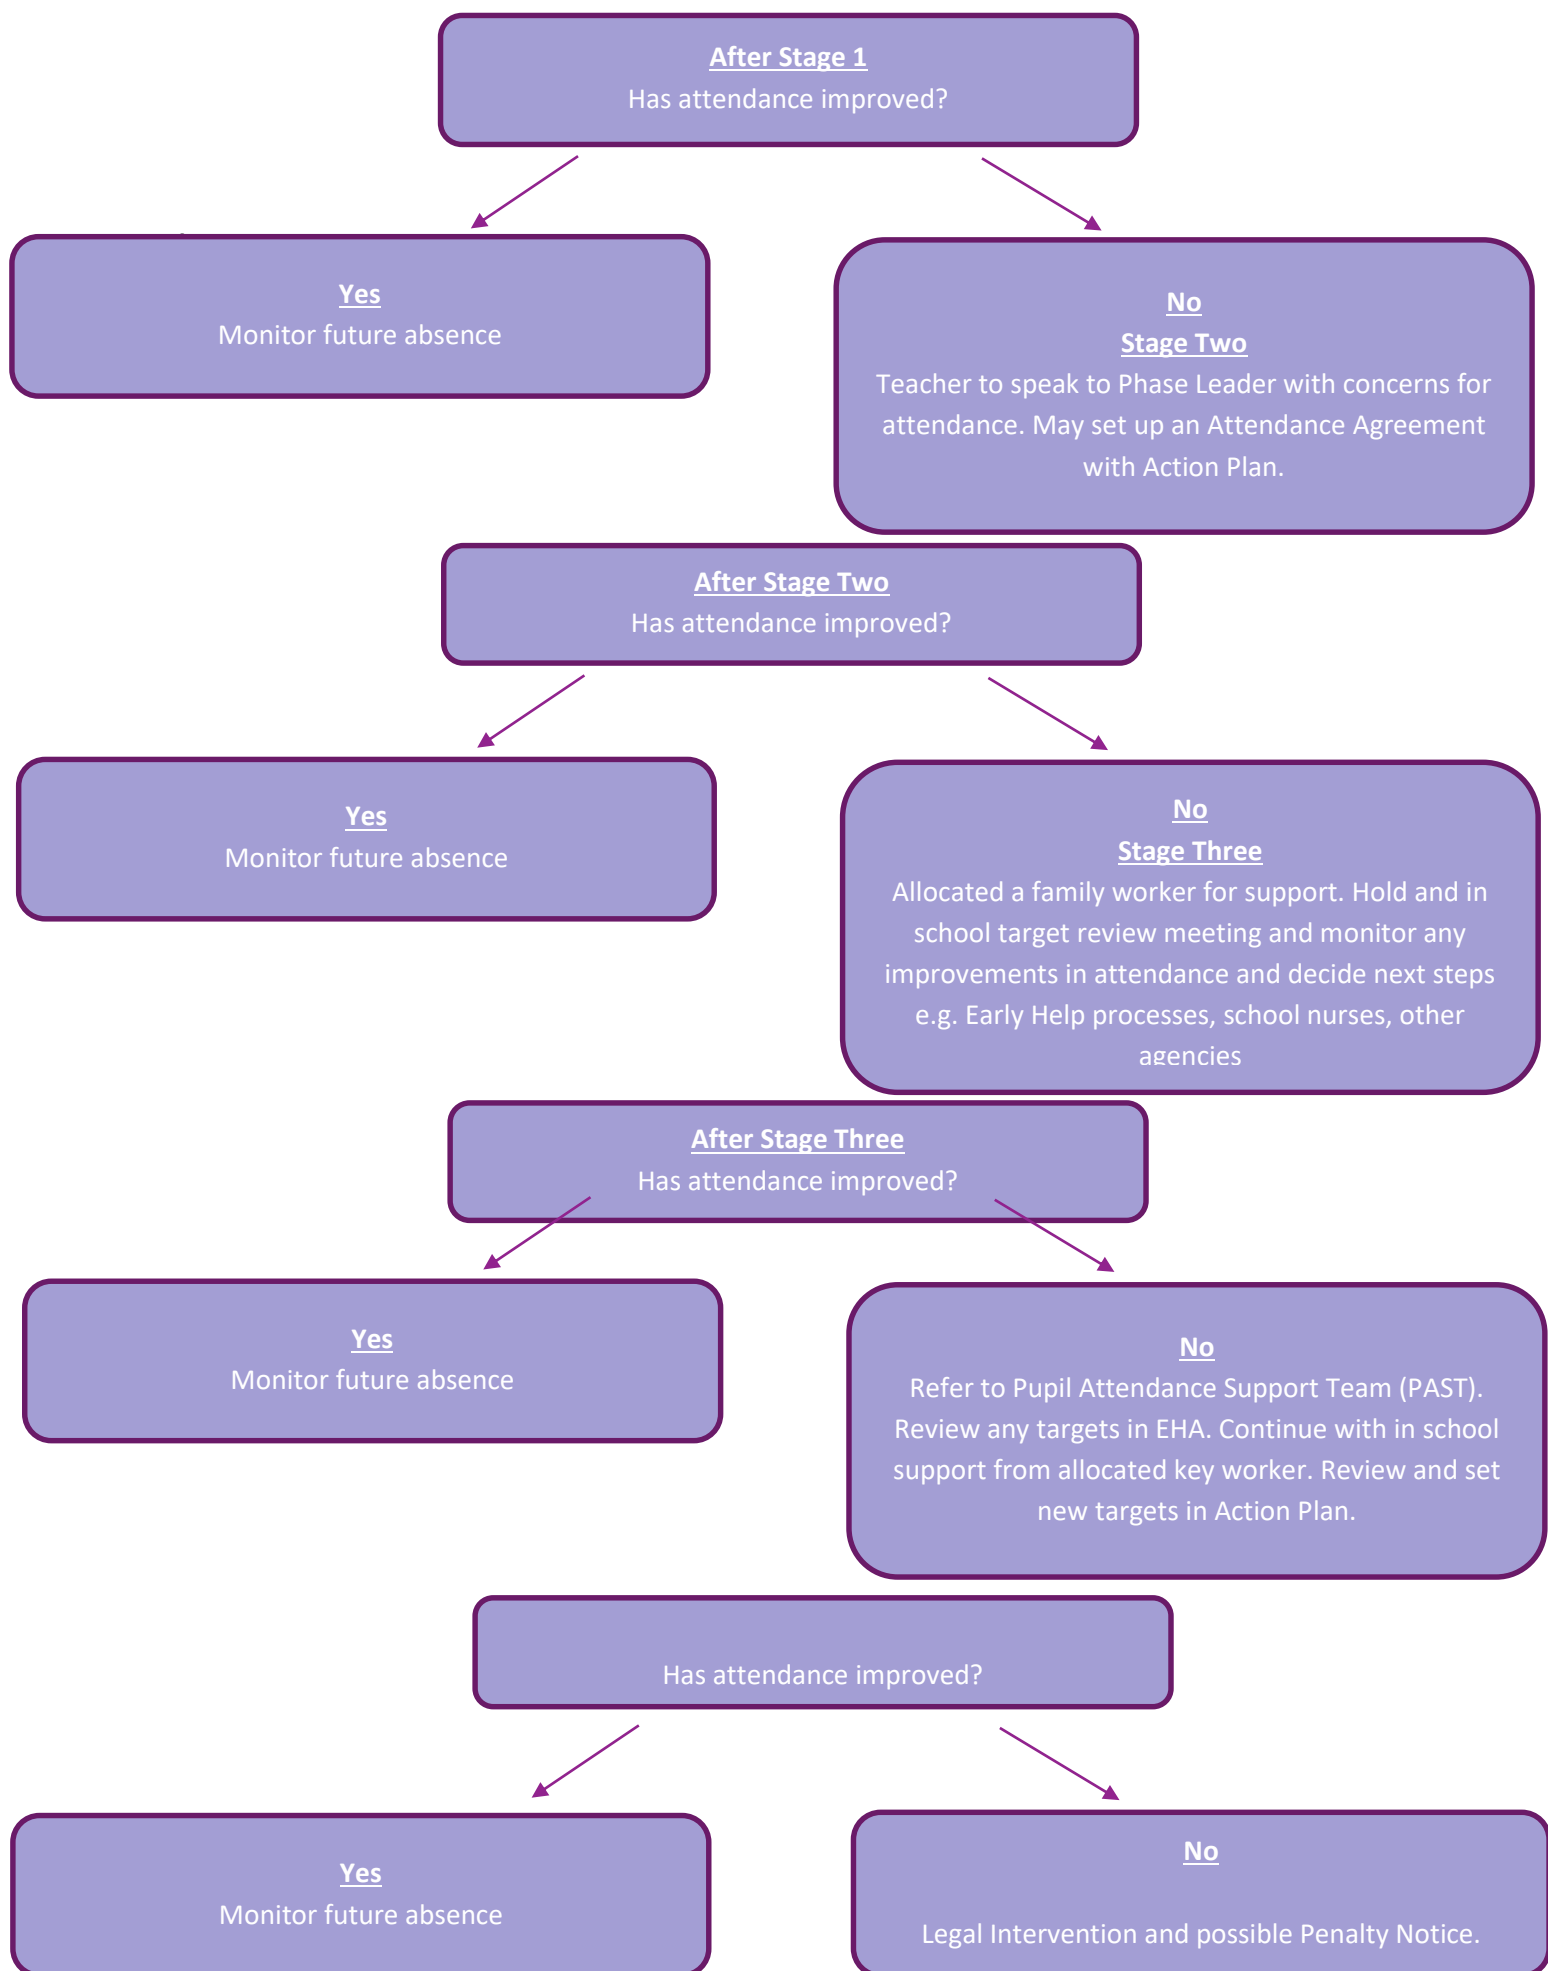 After Stage 1
Has attendance improved?
Yes
Monitor future absence
No
Stage Two
Teacher to speak to Phase Leader with concerns for
attendance. May set up an Attendance Agreement
with Action Plan.
After Stage Two
Has attendance improved?
Yes
Monitor future absence
No
Stage Three
Allocated a family worker for support. Hold and in
school target review meeting and monitor any
improvements in attendance and decide next steps
e.g. Early Help processes, school nurses, other
agencies
After Stage Three
Has attendance improved?
Yes
Monitor future absence
No
Refer to Pupil Attendance Support Team (PAST).
Review any targets in EHA. Continue with in school
support from allocated key worker. Review and set
new targets in Action Plan.
Has attendance improved?
Yes
Monitor future absence
No
Legal Intervention and possible Penalty Notice.